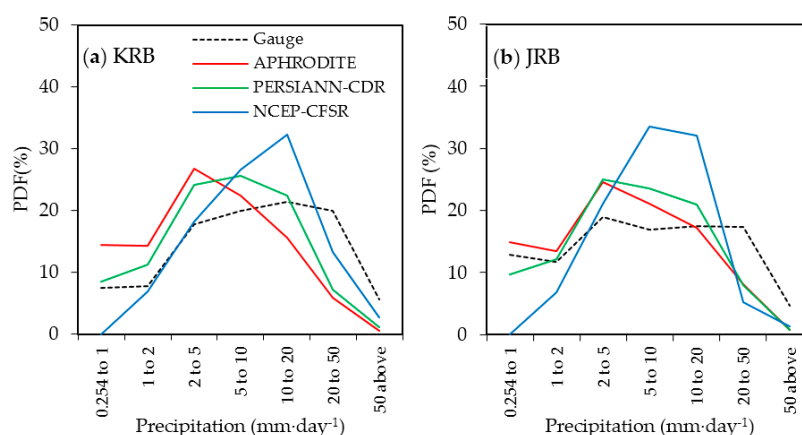 50
40
30
20
10
0
PDF(%)
(a) KRB
Gauge
APHRODITE
PERSIANN-CDR
NCEP-CFSR
0.254 to 1
1 to 2
2 to 5
5 to 10
10 to 20
20 to 50
50 above
Precipitation (mm·day-1)
50
40
30
20
10
0
PDF (%)
(b) JRB
0.254 to 1
1 to 2
2 to 5
5 to 10
10 to 20
20 to 50
50 above
Precipitation (mm·day-1)